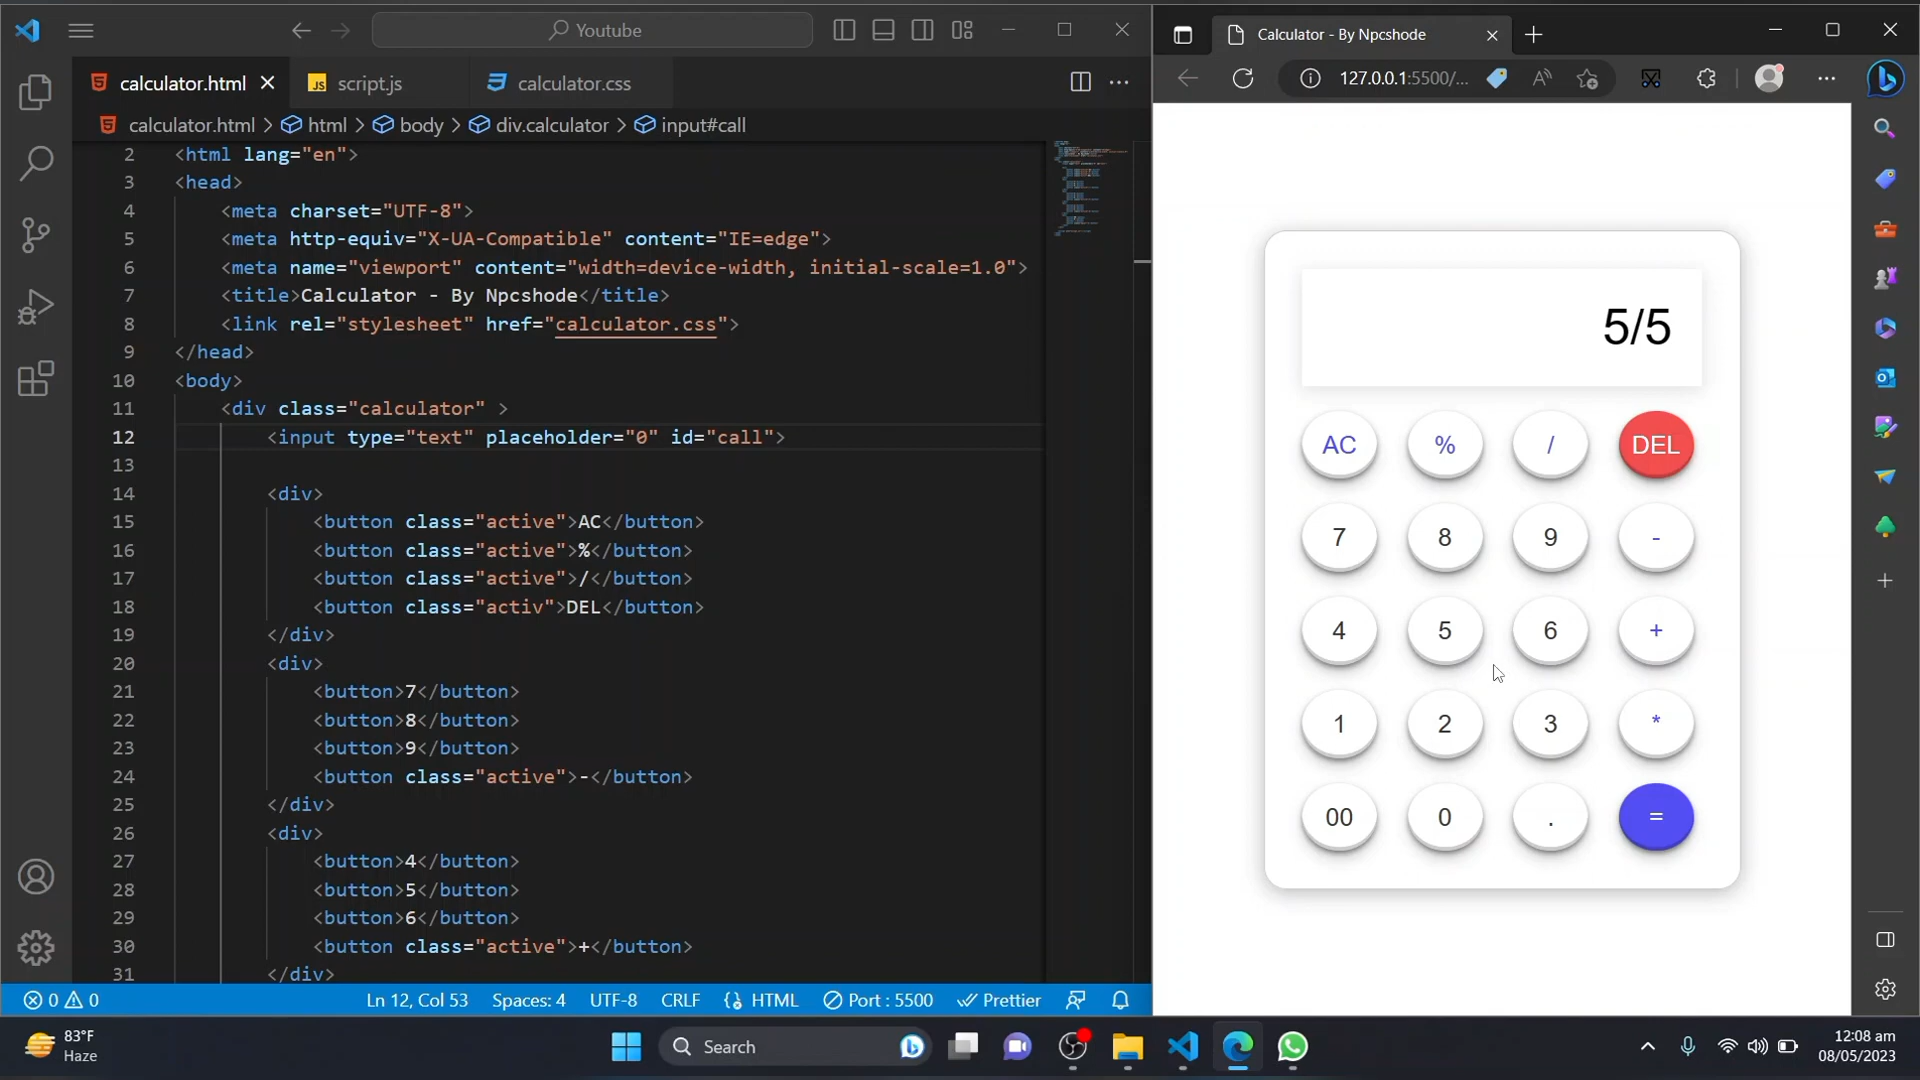 Youtube
calculator.html
script.js
calculator.css
calculator.html > html > body > div.calculator > input#call
2 <html lang="en">
3 <head>
4 <meta charset="UTF-8">
5 <meta http-equiv="X-UA-Compatible" content="IE=edge">
6 <meta name="viewport" content="width=device-width, initial-scale=1.0">
7 <title>Calculator - By Npcshode</title>
8 <link rel="stylesheet" href="calculator.css">
9 </head>
10 <body>
11 <div class="calculator" >
12 <input type="text" placeholder="0" id="call">
13
14 <div>
15 <button class="active">AC</button>
16 <button class="active">%</button>
17 <button class="active">/</button>
18 <button class="activ">DEL</button>
19 </div>
20 <div>
21 <button>7</button>
22 <button>8</button>
23 <button>9</button>
24 <button class="active">-</button>
25 </div>
26 <div>
27 <button>4</button>
28 <button>5</button>
29 <button>6</button>
30 <button class="active">+</button>
31 </div>
0 0 Ln 12, Col 53 Spaces: 4 UTF-8 CRLF HTML Port : 5500 Prettier
Calculator - By Npcshode
127.0.0.1:5500/...
5/5
AC % / DEL
7 8 9 -
4 5 6 +
1 2 3 *
00 0 . =
83°F
Haze
Search
12:08 am
08/05/2023